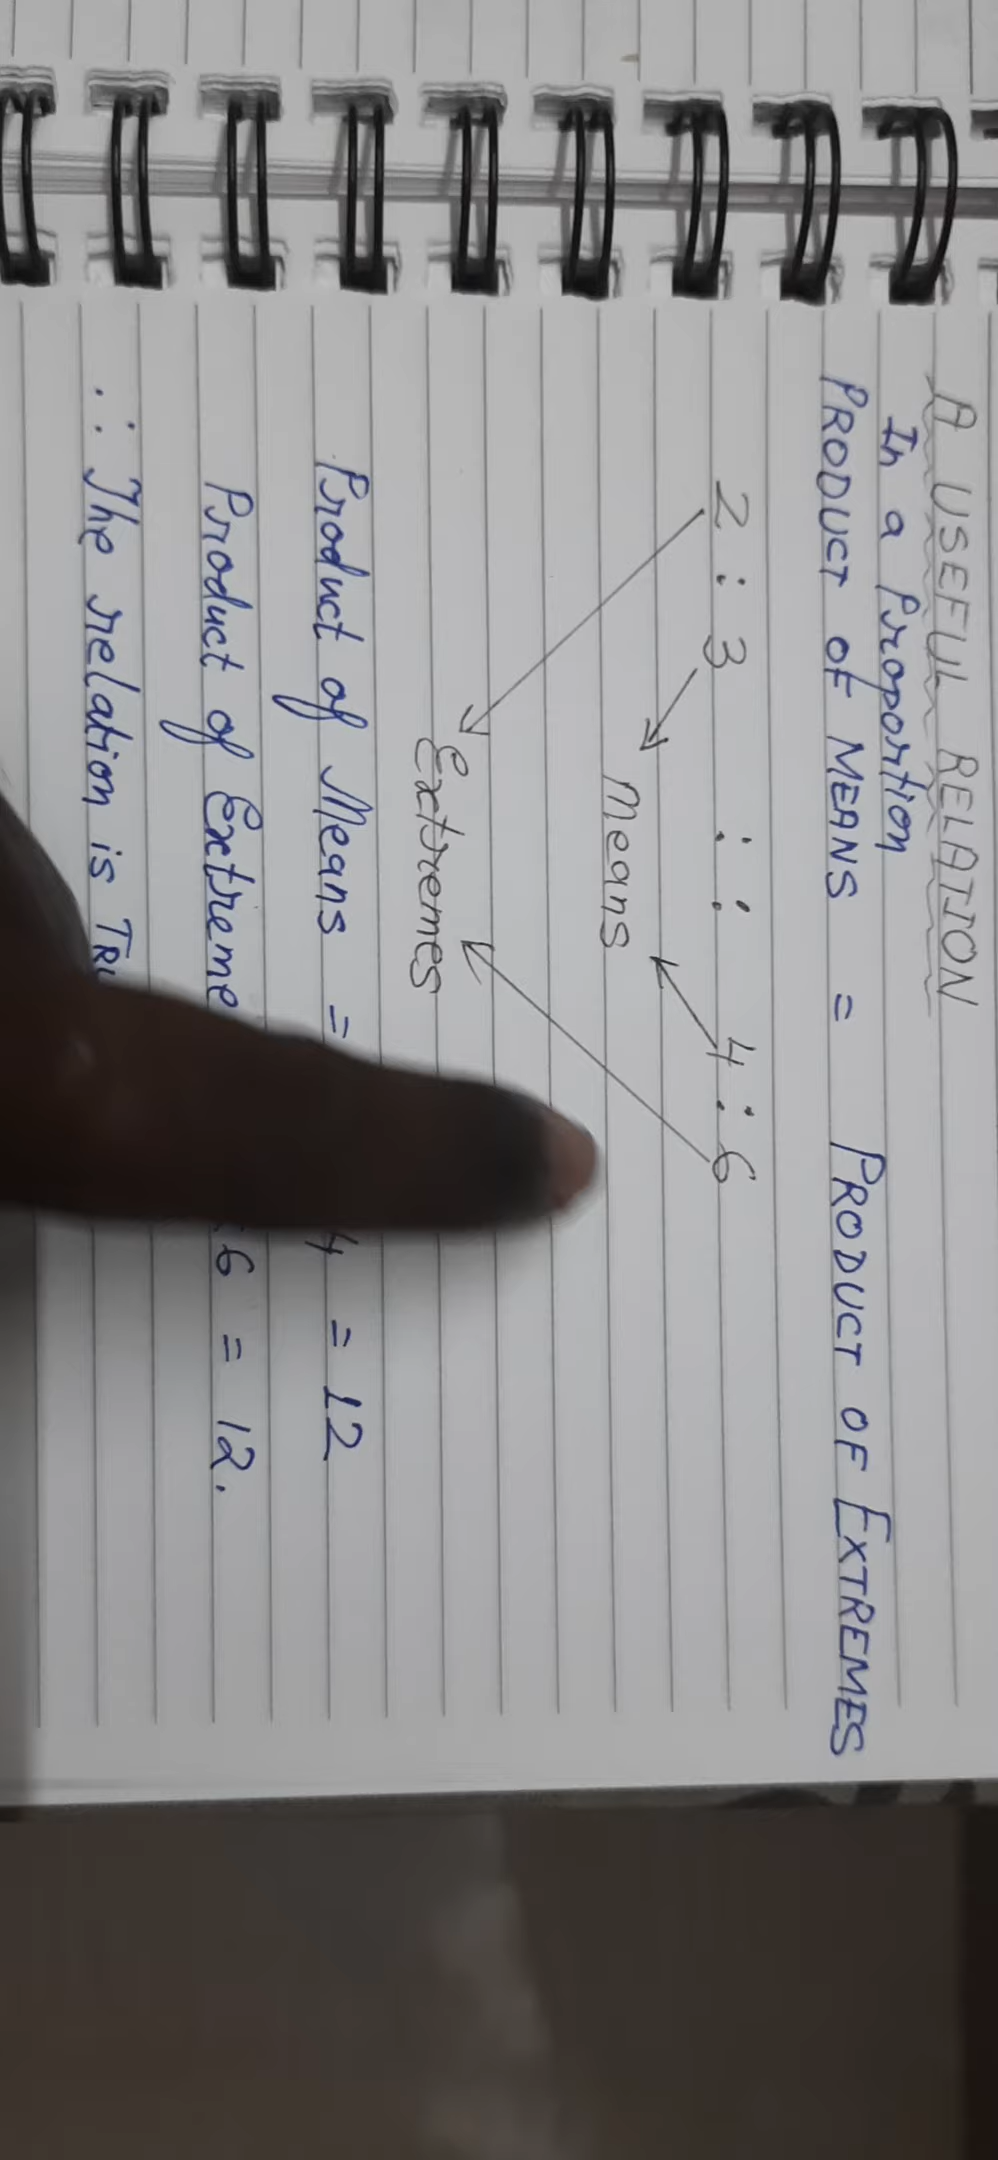 A USEFUL RELATION
In a Proportion
PRODUCT OF MEANS = PRODUCT OF EXTREMES
2 : 3 : : 4 : 6
Means
Extremes
Product of Means = 4 = 12
Product of Extreme 6 = 12.
∴ The relation is